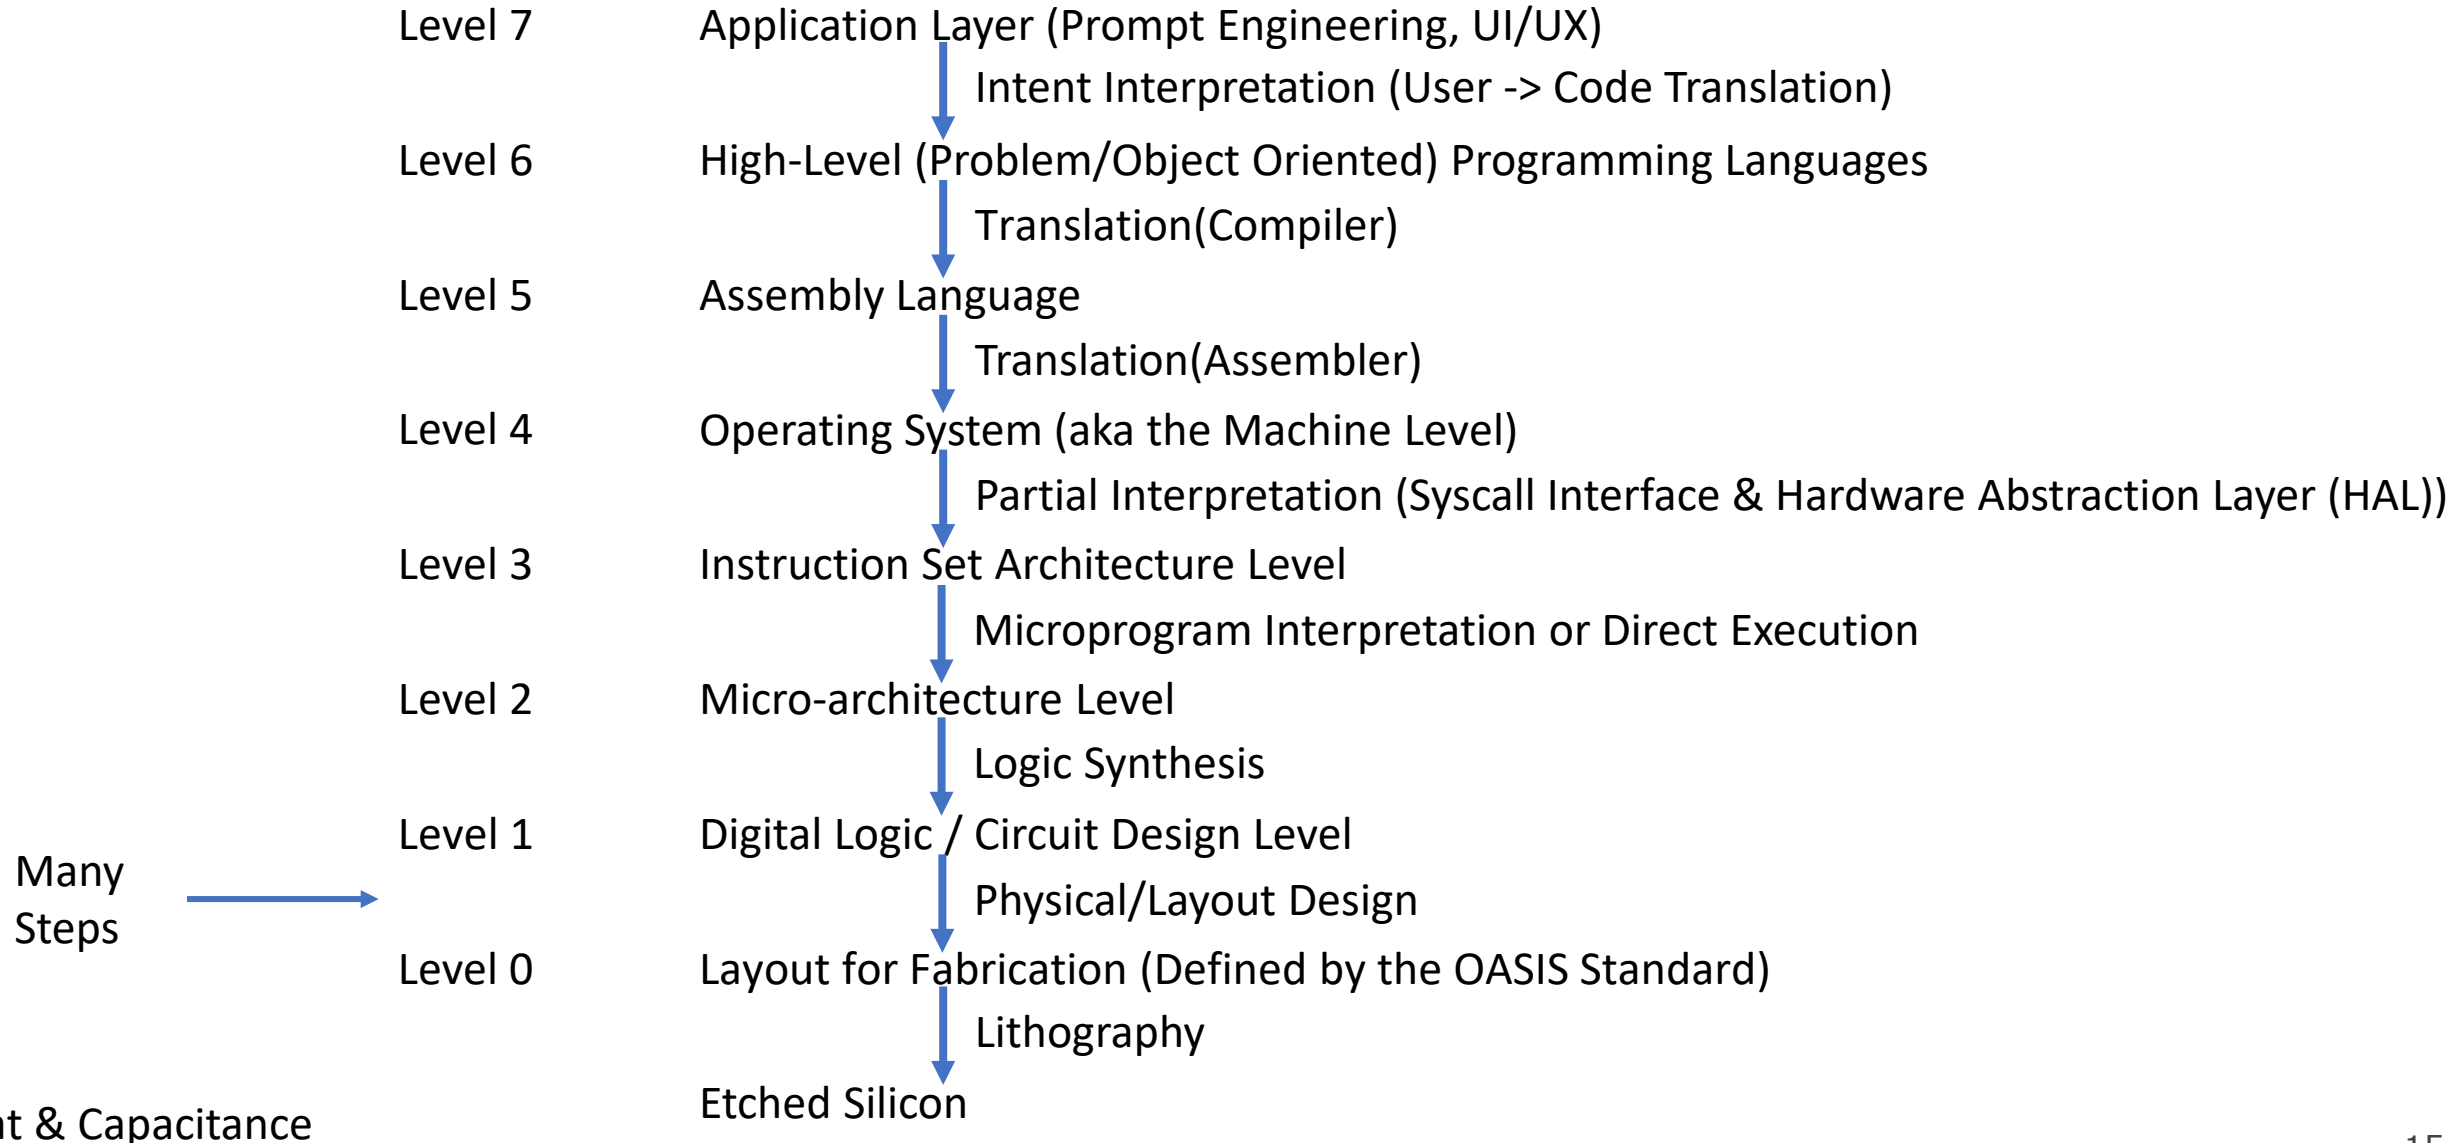 Level 7 Application Layer (Prompt Engineering, UI/UX)
Intent Interpretation (User -> Code Translation)
Level 6 High-Level (Problem/Object Oriented) Programming Languages
Translation(Compiler)
Level 5 Assembly Language
Translation(Assembler)
Level 4 Operating System (aka the Machine Level)
Partial Interpretation (Syscall Interface & Hardware Abstraction Layer (HAL))
Level 3 Instruction Set Architecture Level
Microprogram Interpretation or Direct Execution
Level 2 Micro-architecture Level
Logic Synthesis
Level 1 Digital Logic / Circuit Design Level
Many
Steps
Physical/Layout Design
Level 0 Layout for Fabrication (Defined by the OASIS Standard)
Lithography
Etched Silicon
& Capacitance